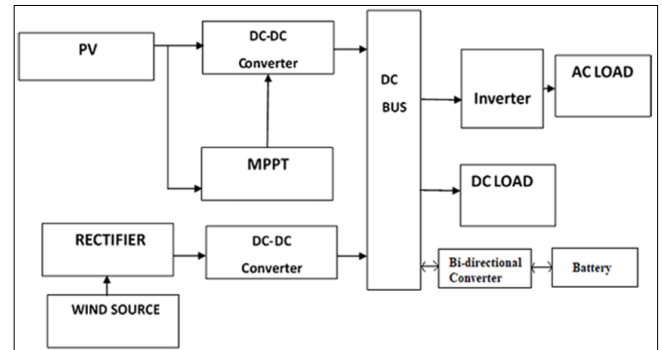 PV
DC-DC
Converter
MPPT
DC
BUS
Inverter
AC LOAD
DC LOAD
RECTIFIER
DC-DC
Converter
WIND SOURCE
Bi-directional
Converter
Battery